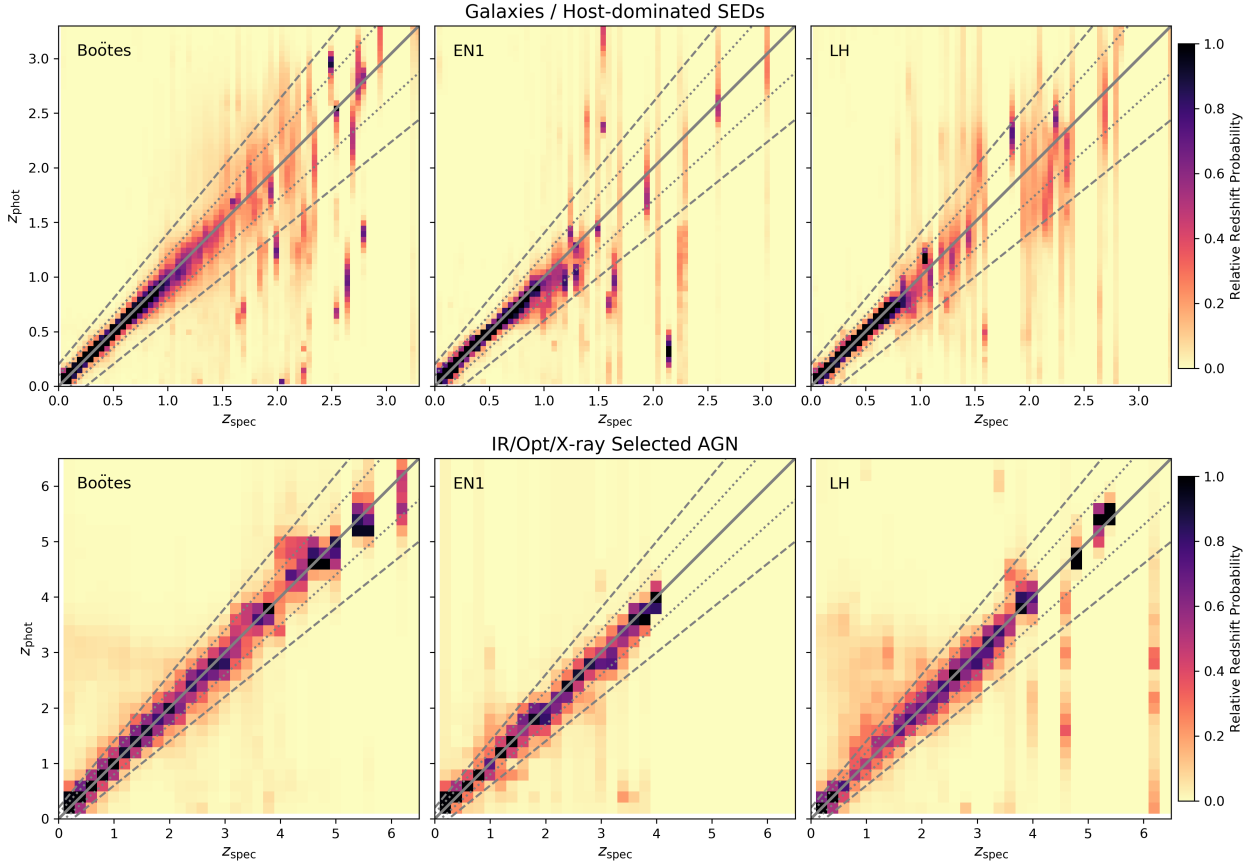 Galaxies / Host-dominated SEDs
Boötes
EN1
LH
z_phot
3.0
2.5
2.0
1.5
1.0
0.5
0.0
0.0 0.5 1.0 1.5 2.0 2.5 3.0
0.0 0.5 1.0 1.5 2.0 2.5 3.0
0.0 0.5 1.0 1.5 2.0 2.5 3.0
z_spec
z_spec
z_spec
1.0
0.8
0.6
0.4
0.2
0.0
Relative Redshift Probability
IR/Opt/X-ray Selected AGN
Boötes
EN1
LH
z_phot
6
5
4
3
2
1
0
0 1 2 3 4 5 6
0 1 2 3 4 5 6
0 1 2 3 4 5 6
z_spec
z_spec
z_spec
1.0
0.8
0.6
0.4
0.2
0.0
Relative Redshift Probability